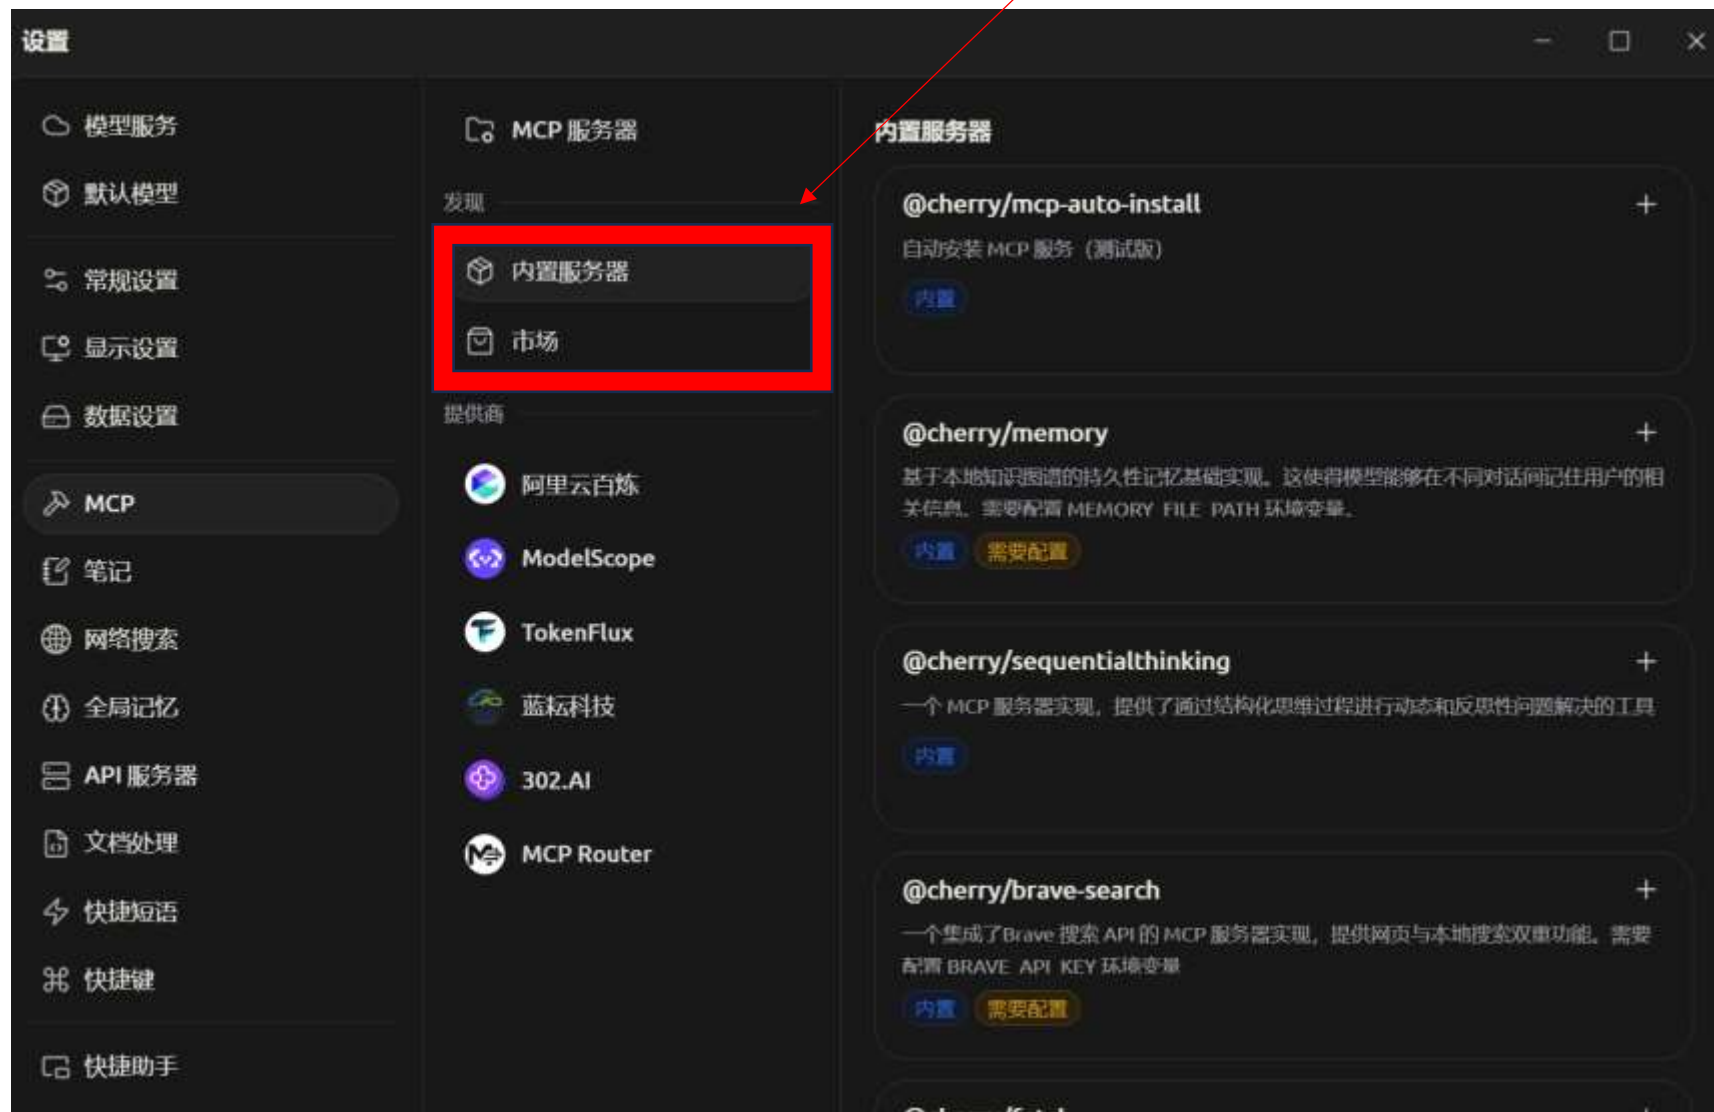 设置
模型服务
默认模型
常规设置
显示设置
数据设置
MCP
笔记
网络搜索
全局记忆
API 服务器
文档处理
快捷短语
快捷键
快捷助手
MCP 服务器
发现
内置服务器
市场
提供商
阿里云百炼
ModelScope
TokenFlux
蓝耘科技
302.AI
MCP Router
内置服务器
@cherry/mcp-auto-install
自动安装 MCP 服务（测试版）
内置
@cherry/memory
基于本地知识图谱的持久性记忆基础实现。这使得模型能够在不同对话间记住用户的相
关信息。需要配置 MEMORY_FILE_PATH 环境变量。
内置
需要配置
@cherry/sequentialthinking
一个 MCP 服务器实现，提供了通过结构化思维过程进行动态和反思性问题解决的工具
内置
@cherry/brave-search
一个集成了Brave 搜索 API 的 MCP 服务器实现，提供网页与本地搜索双重功能。需要
配置 BRAVE_API_KEY 环境变量
内置
需要配置